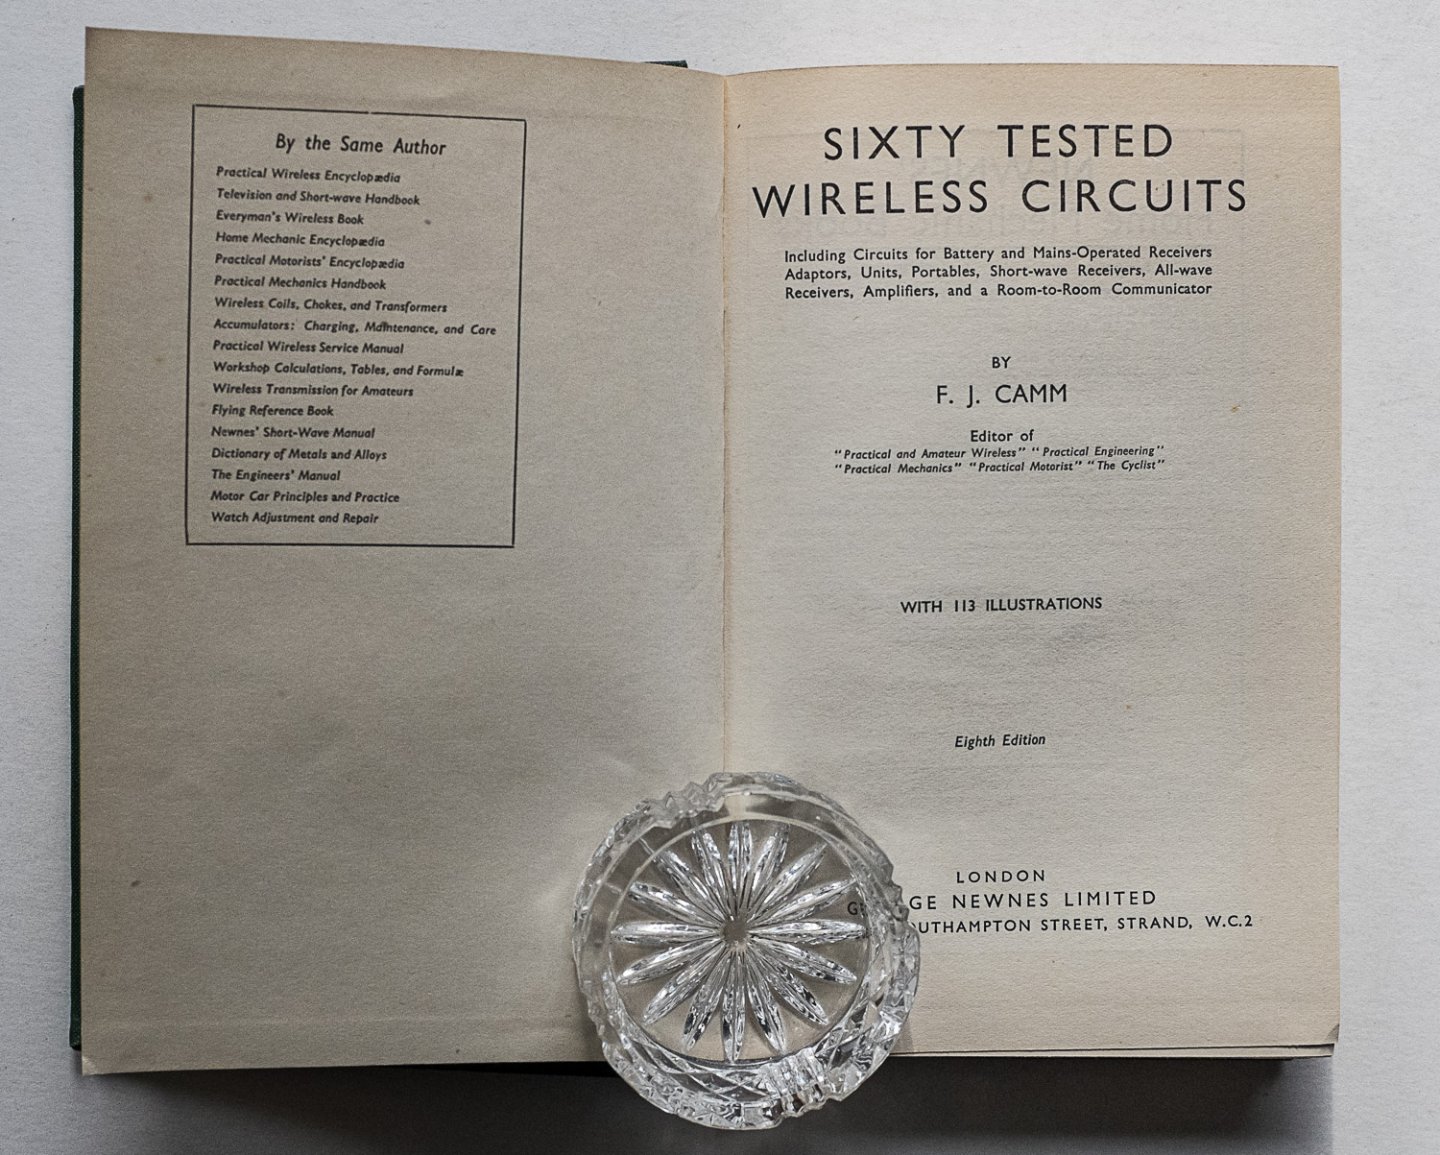 By the Same Author
Practical Wireless Encyclopædia
Television and Short-wave Handbook
Everyman's Wireless Book
Home Mechanic Encyclopædia
Practical Motorists' Encyclopædia
Practical Mechanics Handbook
Wireless Coils, Chokes, and Transformers
Accumulators: Charging, Maintenance, and Care
Practical Wireless Service Manual
Workshop Calculations, Tables, and Formulæ
Wireless Transmission for Amateurs
Flying Reference Book
Newnes' Short-Wave Manual
Dictionary of Metals and Alloys
The Engineers' Manual
Motor Car Principles and Practice
Watch Adjustment and Repair
SIXTY TESTED
WIRELESS CIRCUITS
Including Circuits for Battery and Mains-Operated Receivers
Adaptors, Units, Portables, Short-wave Receivers, All-wave
Receivers, Amplifiers, and a Room-to-Room Communicator
BY
F. J. CAMM
Editor of
"Practical and Amateur Wireless" "Practical Engineering"
"Practical Mechanics" "Practical Motorist" "The Cyclist"
WITH 113 ILLUSTRATIONS
Eighth Edition
LONDON
NEWNES LIMITED
STREET, STRAND, W.C.2